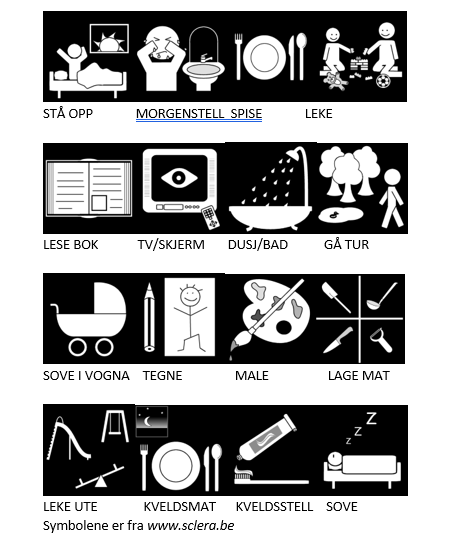 STÅ OPP MORGENSTELL SPISE LEKE
LESE BOK TV/SKJERM DUSJ/BAD GÅ TUR
SOVE I VOGNA TEGNE MALE LAGE MAT
LEKE UTE KVELDSMAT KVELDSSTELL SOVE
Symbolene er fra www.sclera.be